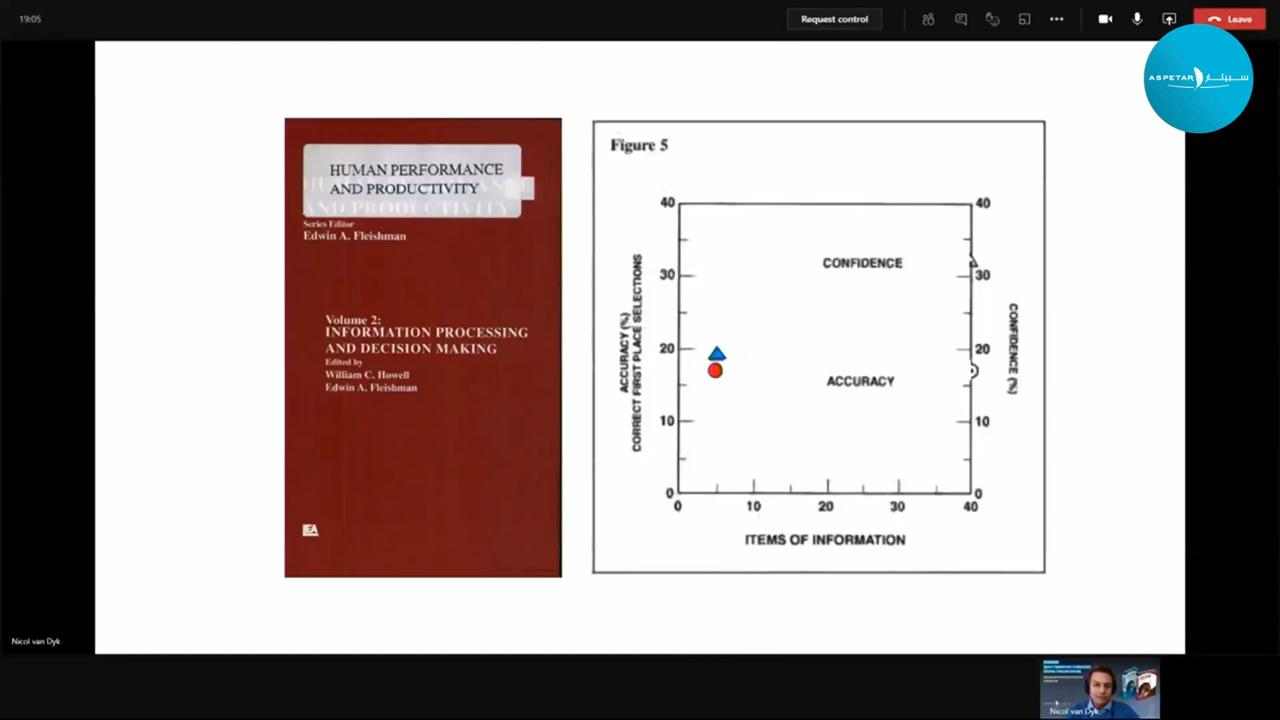 19:05
Request control
Leave
ASPETAR سبيتار
HUMAN PERFORMANCE
AND PRODUCTIVITY
Series Editor
Edwin A. Fleishman
Volume 2:
INFORMATION PROCESSING
AND DECISION MAKING
Edited by
William C. Howell
Edwin A. Fleishman
LEA
Figure 5
40
30
20
10
0
ACCURACY (%)
CORRECT FIRST PLACE SELECTIONS
CONFIDENCE
ACCURACY
40
30
20
10
0
CONFIDENCE (%)
0
10
20
30
40
ITEMS OF INFORMATION
Nicol van Dyk
Nicol van Dyk